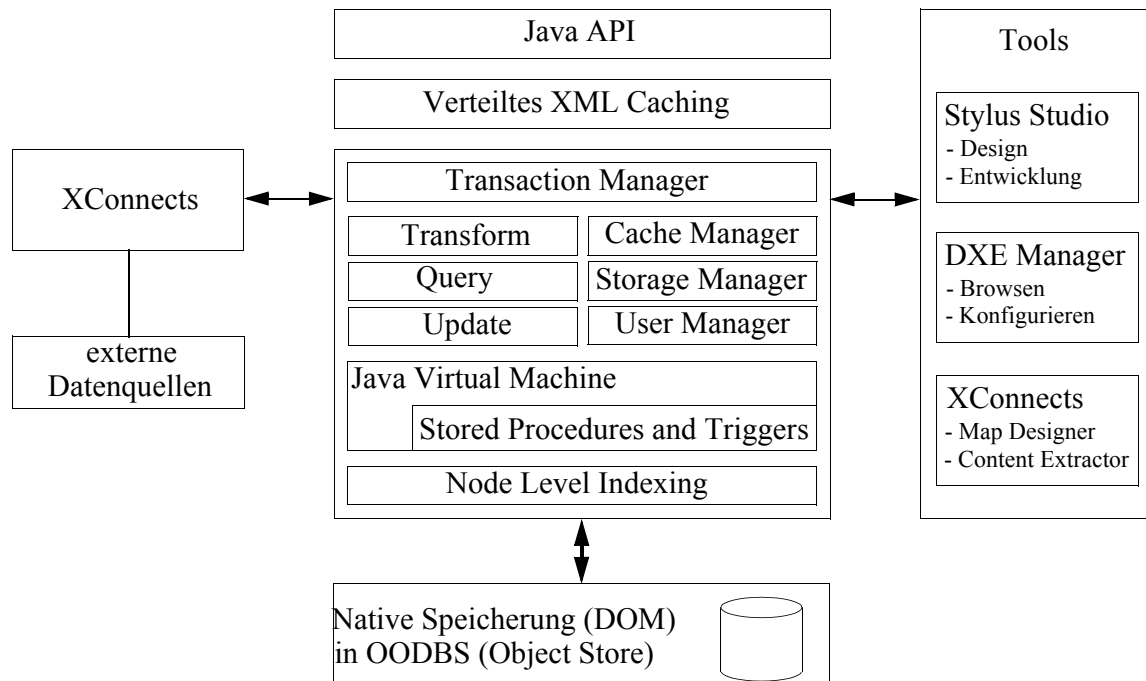 Java API
Verteiltes XML Caching
XConnects
externe
Datenquellen
Transaction Manager
Transform
Cache Manager
Query
Storage Manager
Update
User Manager
Java Virtual Machine
Stored Procedures and Triggers
Node Level Indexing
Native Speicherung (DOM)
in OODBS (Object Store)
Tools
Stylus Studio
- Design
- Entwicklung
DXE Manager
- Browsen
- Konfigurieren
XConnects
- Map Designer
- Content Extractor